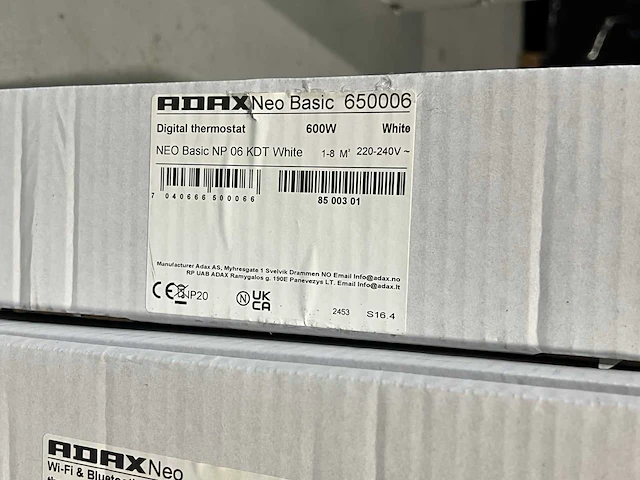 ADAX Neo Basic 650006
Digital thermostat 600W White
NEO Basic NP 06 KDT White 1-8 M² 220-240V ~
7 040666 500066
85 003 01
Manufacturer Adax AS, Myhresgate 1 Svelvik Drammen NO Email Info@adax.no
RP UAB ADAX Ramygalos g. 190E Panevezys LT. Email Info@adax.lt
CE IP20 N UK CA
2453 S16.4
ADAX Neo
Wi-Fi & Bluetooth